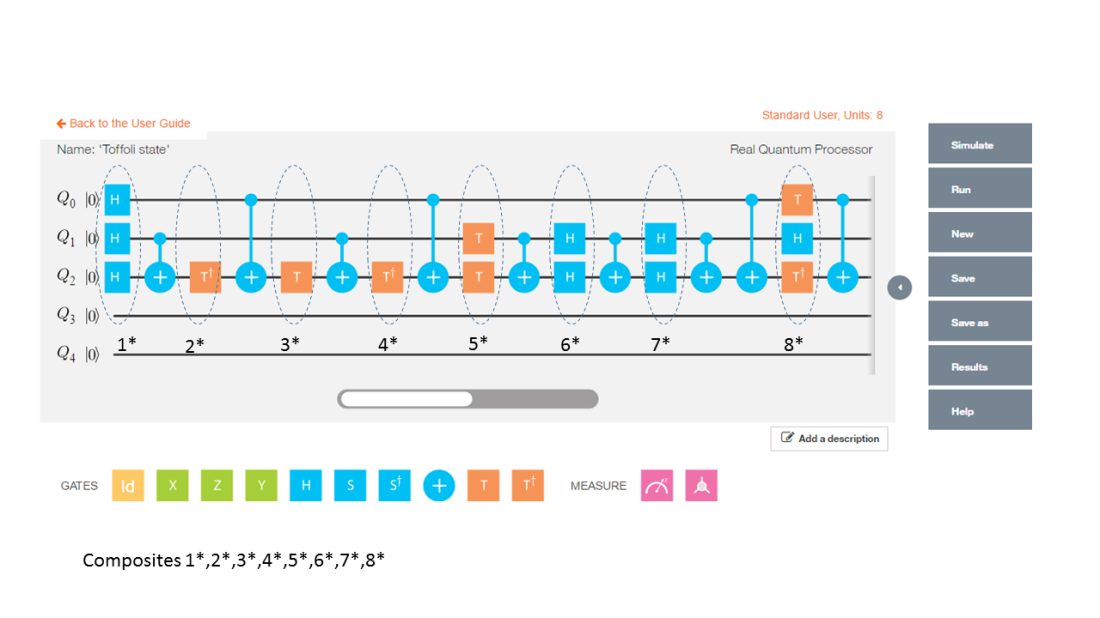 Standard User, Units: 8
← Back to the User Guide
Name: 'Toffoli state'
Real Quantum Processor
Q0 |0⟩ H T
Q1 |0⟩ H T H H H
Q2 |0⟩ H + T† + T + T† + T + H + H + + T† +
Q3 |0⟩
Q4 |0⟩
1* 2* 3* 4* 5* 6* 7* 8*
Add a description
GATES Id X Z Y H S S† + T T† MEASURE
Simulate
Run
New
Save
Save as
Results
Help
Composites 1*,2*,3*,4*,5*,6*,7*,8*